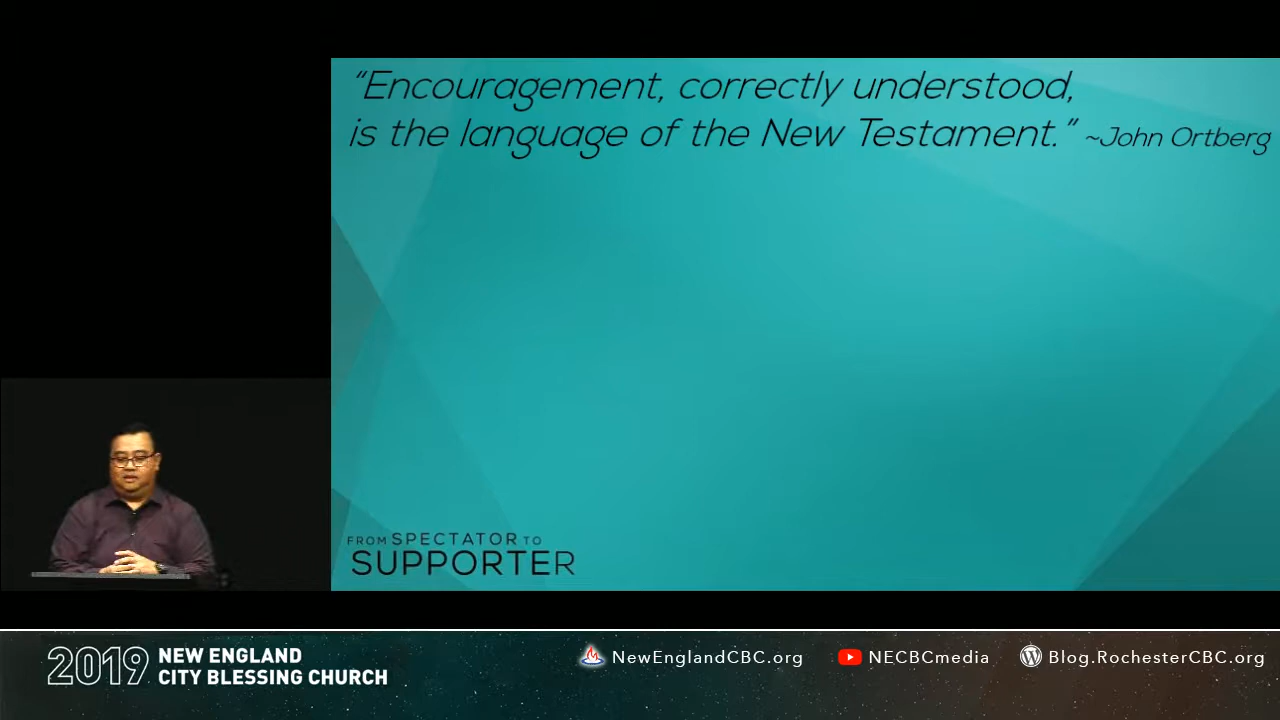 “Encouragement, correctly understood,
is the language of the New Testament.” ~John Ortberg
FROM SPECTATOR TO
SUPPORTER
2019 NEW ENGLAND
CITY BLESSING CHURCH
NewEnglandCBC.org
NECBCmedia
Blog.RochesterCBC.org